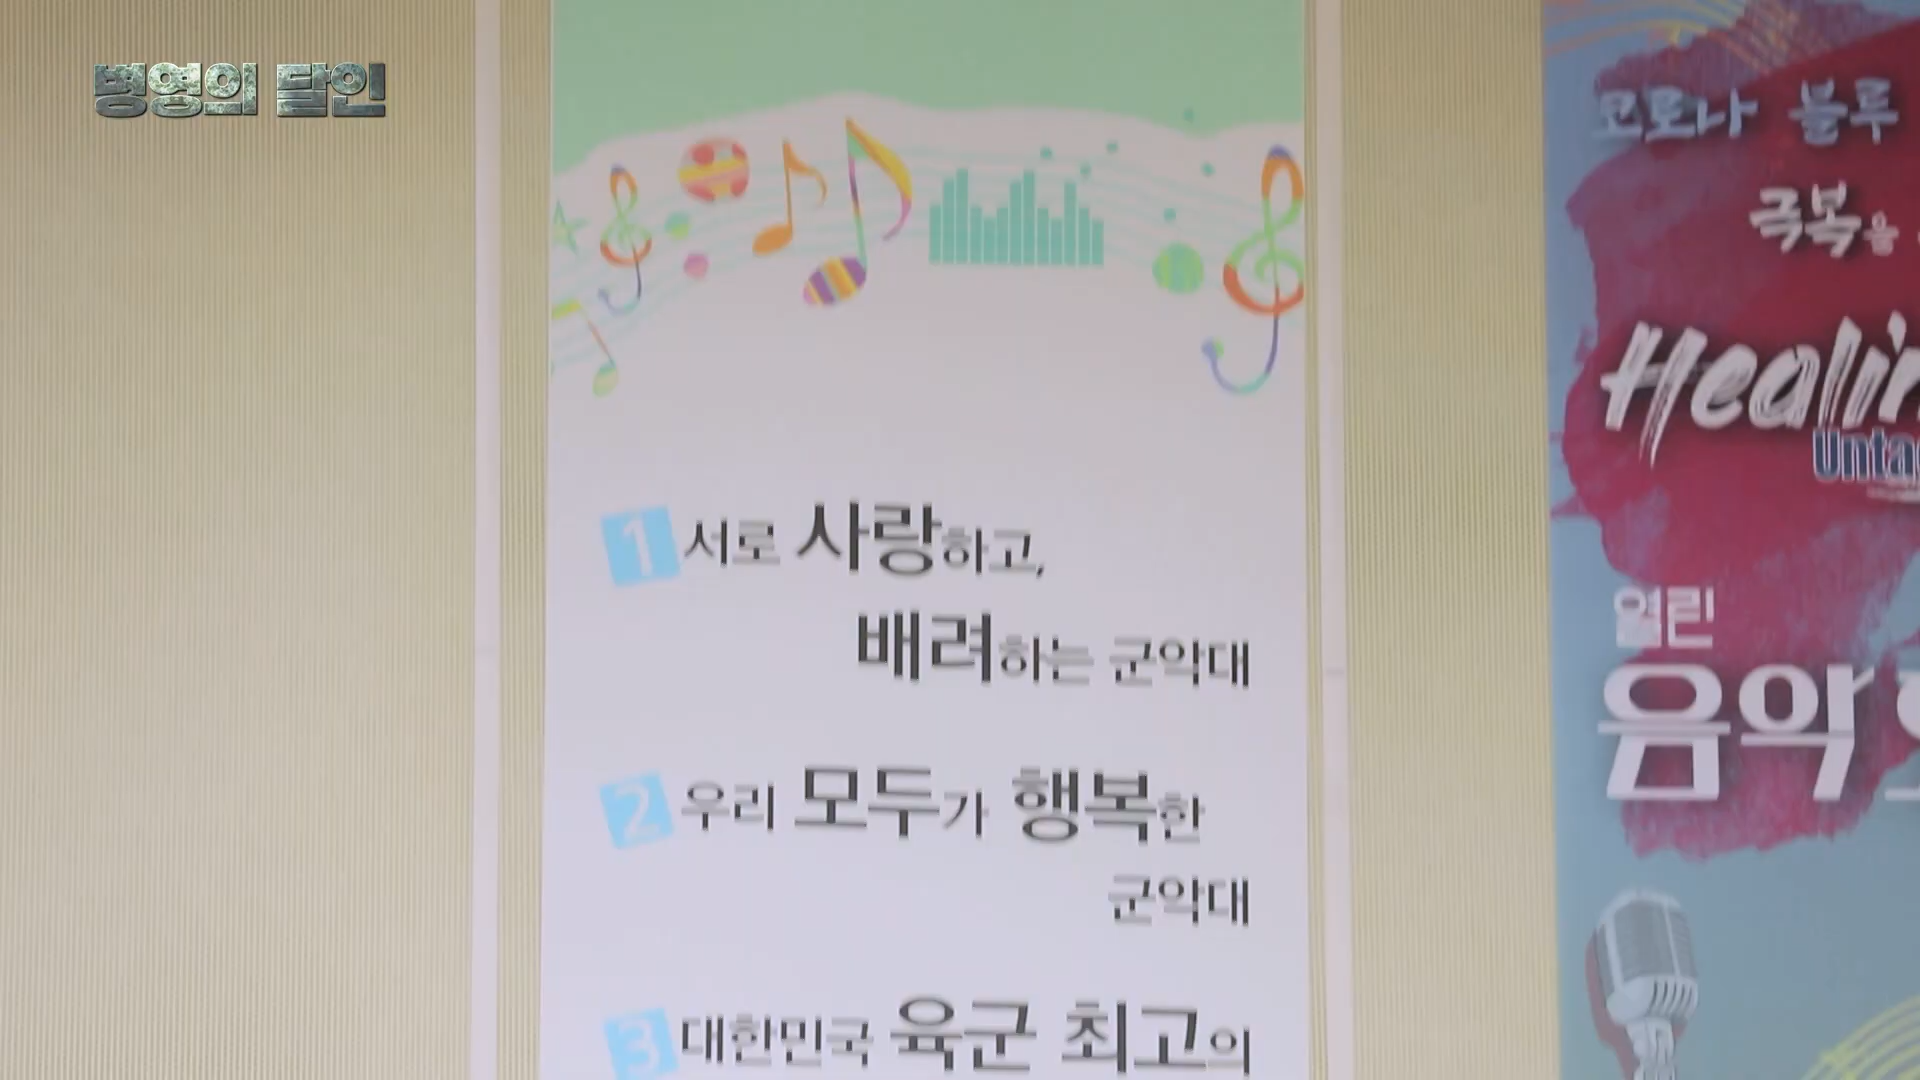 병영의 달인
1 서로 사랑하고,
배려하는 군악대
2 우리 모두가 행복한
군악대
3 대한민국 육군 최고의
코로나 블루
극복을
열린
음악